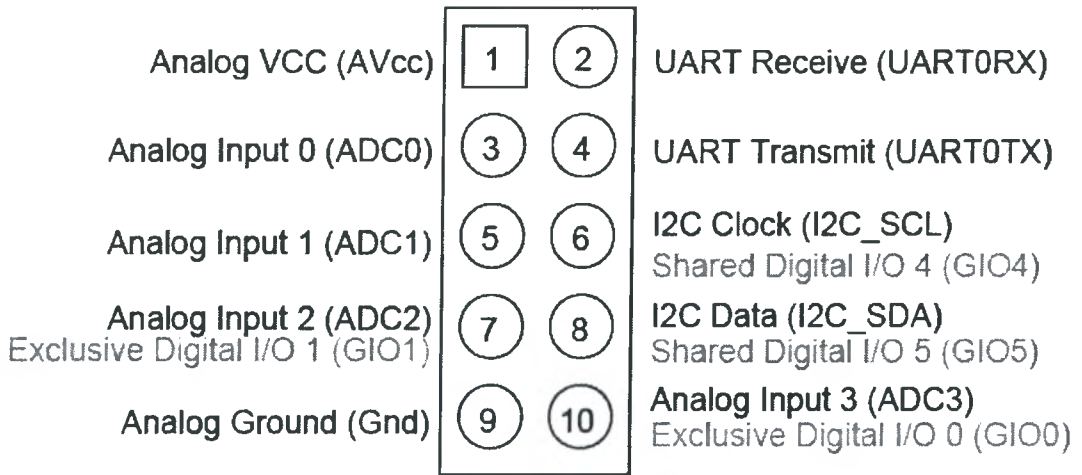 Analog VCC (AVcc) 1 2 UART Receive (UART0RX)
Analog Input 0 (ADC0) 3 4 UART Transmit (UART0TX)
Analog Input 1 (ADC1) 5 6 I2C Clock (I2C_SCL)
Shared Digital I/O 4 (GIO4)
Analog Input 2 (ADC2) 7 8 I2C Data (I2C_SDA)
Exclusive Digital I/O 1 (GIO1) Shared Digital I/O 5 (GIO5)
Analog Ground (Gnd) 9 10 Analog Input 3 (ADC3)
Exclusive Digital I/O 0 (GIO0)